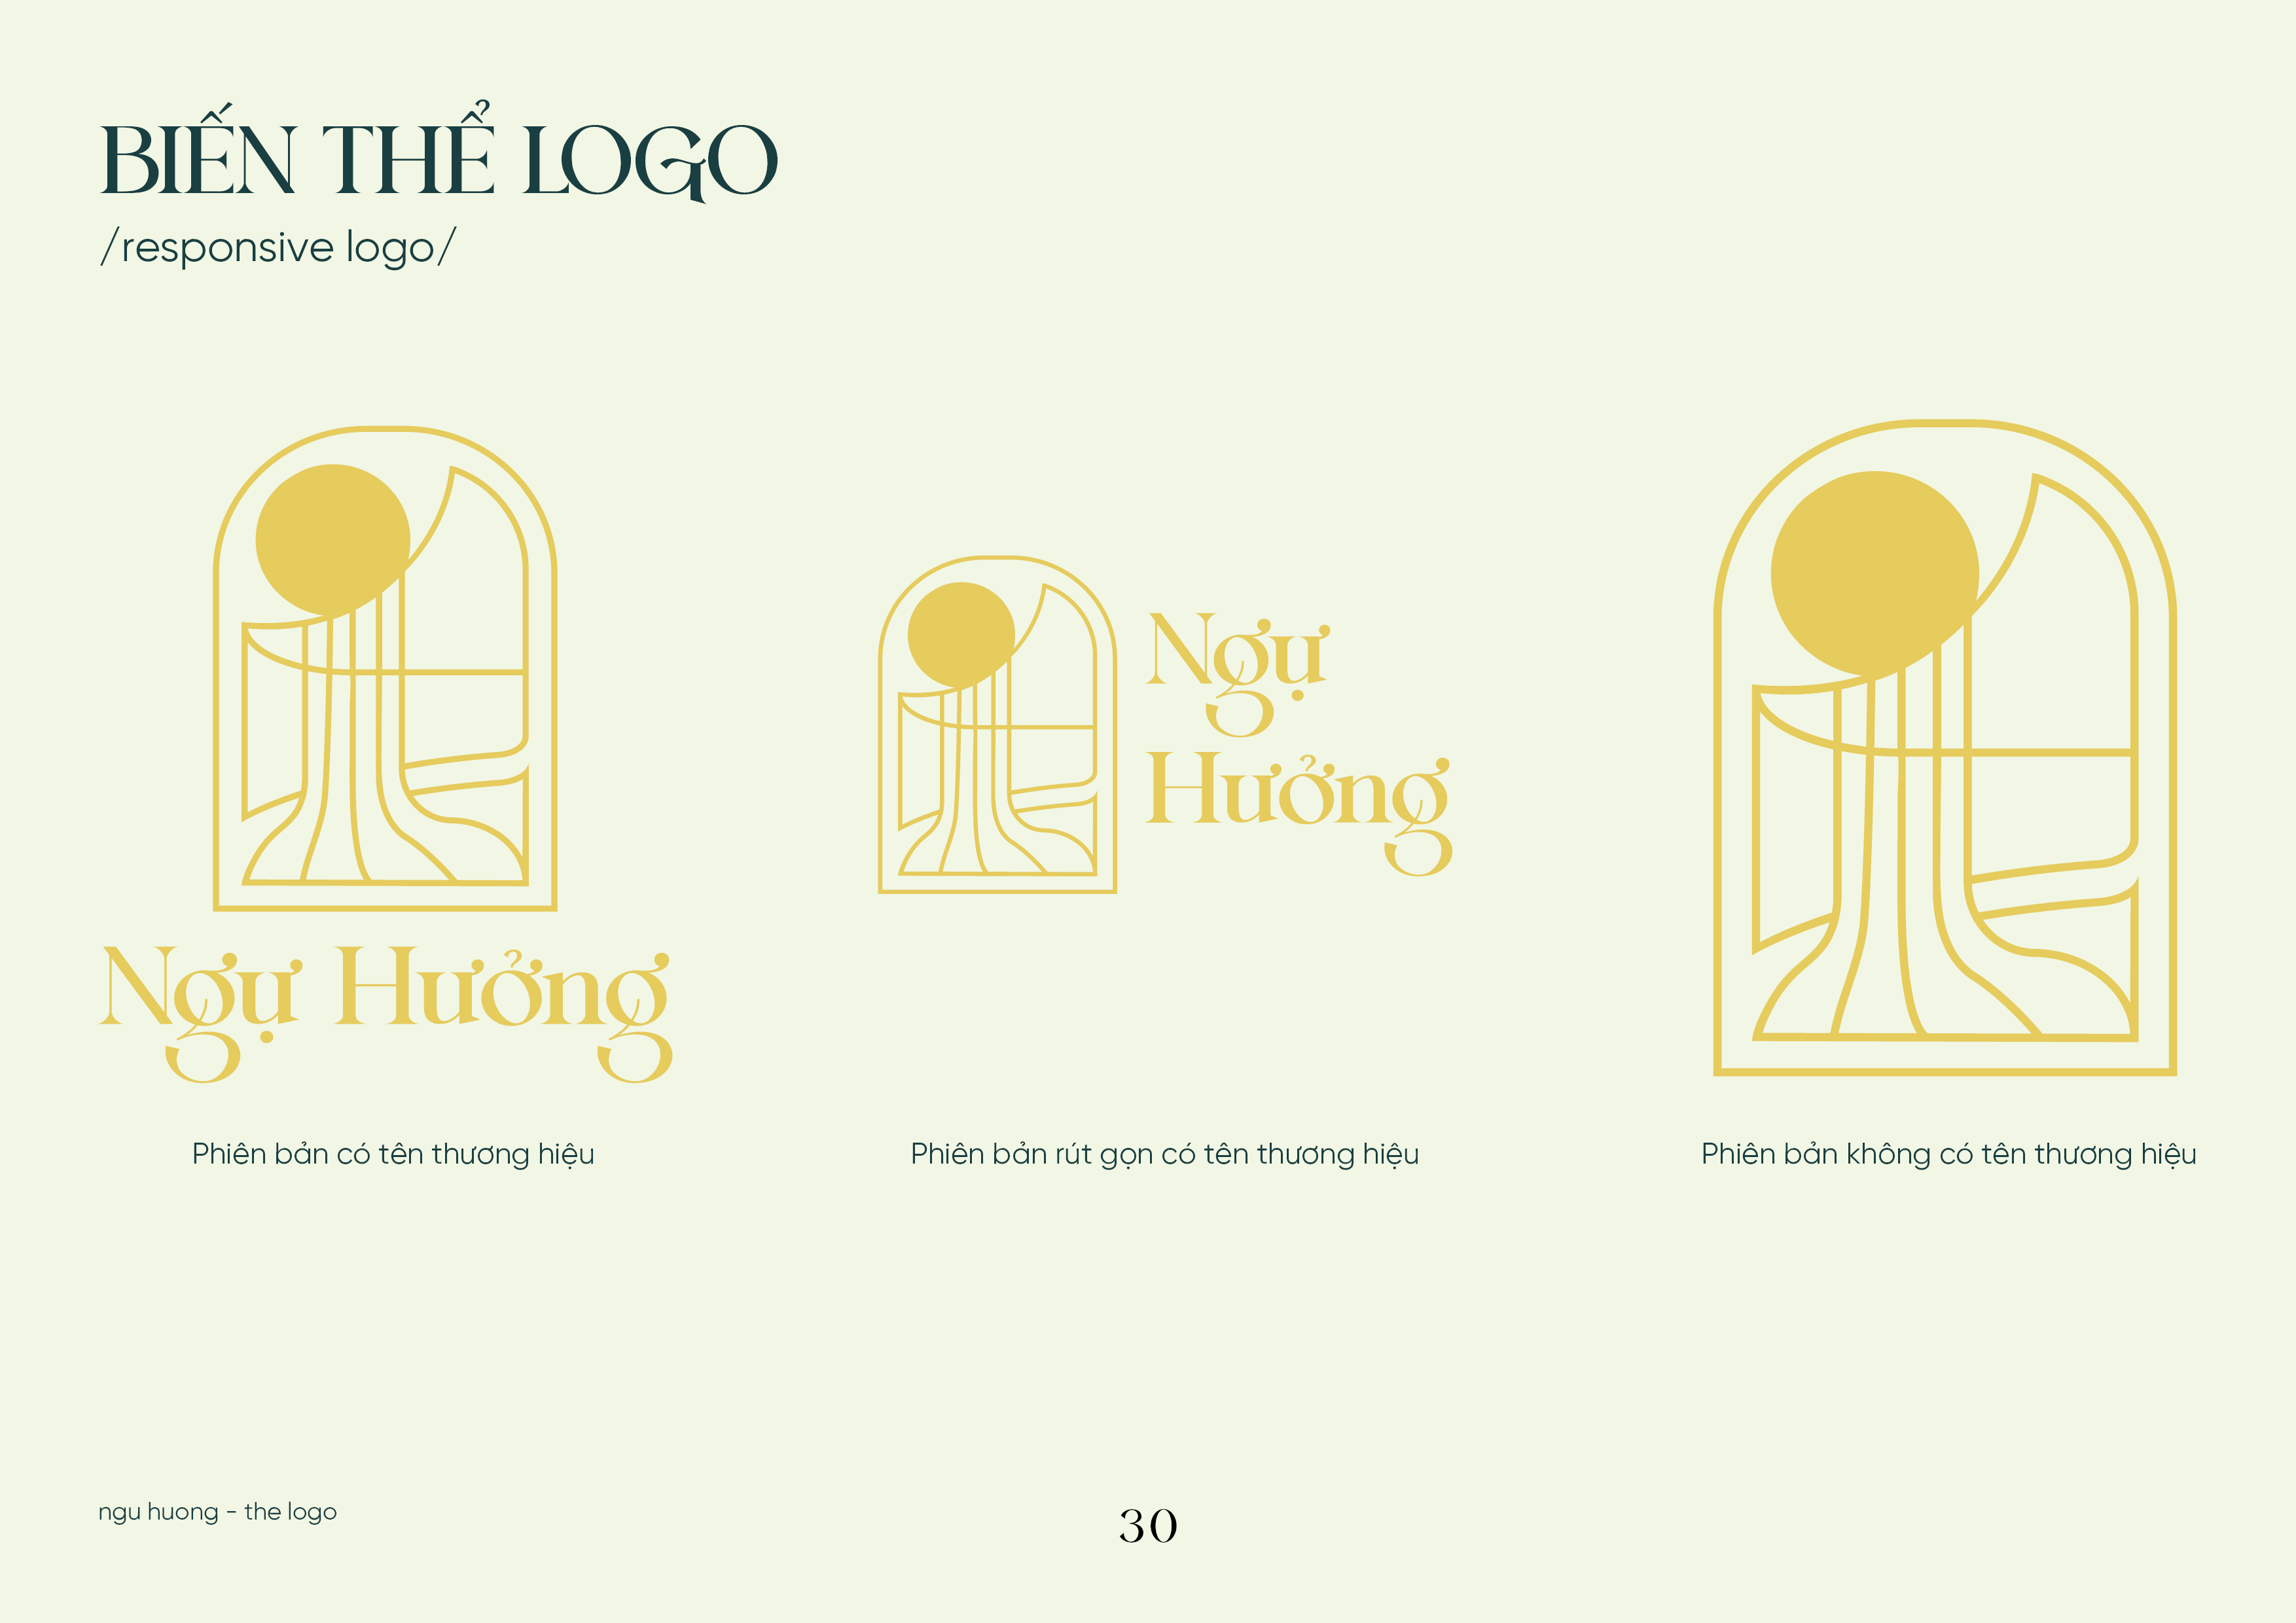 BIẾN THỂ LOGO
/responsive logo/
Ngự Hưởng
Phiên bản có tên thương hiệu
Ngự
Hưởng
Phiên bản rút gọn có tên thương hiệu
Phiên bản không có tên thương hiệu
ngu huong - the logo
30